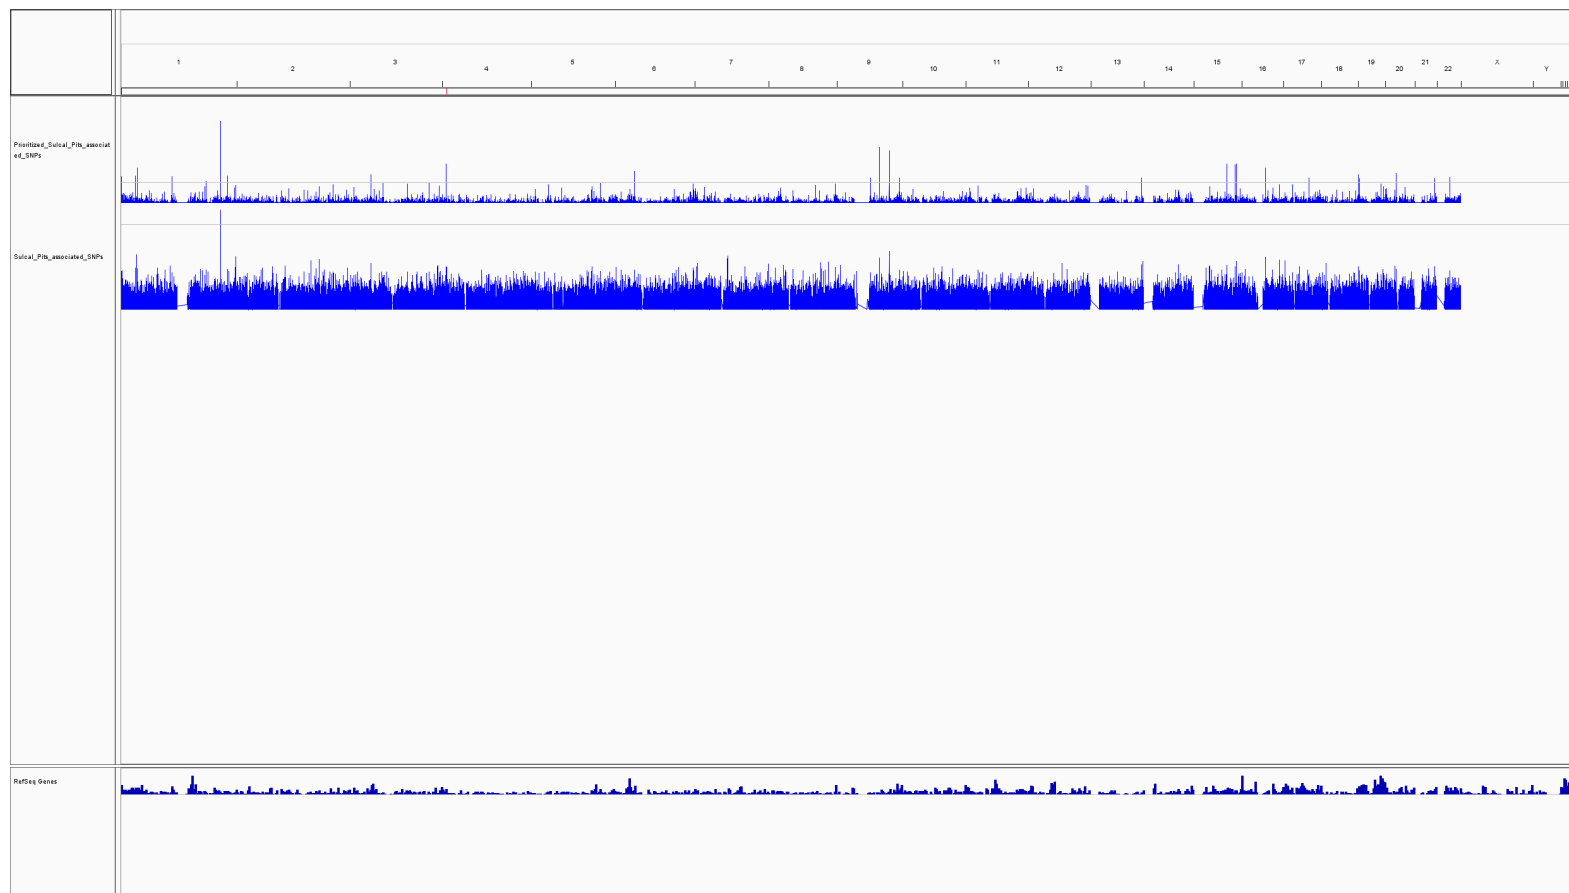 1 2 3 4 5 6 7 8 9 10 11 12 13 14 15 16 17 18 19 20 21 22 X Y
Prioritized_Sulcal_Pits_associat
ed_SNPs
Sulcal_Pits_associated_SNPs
RefSeq Genes